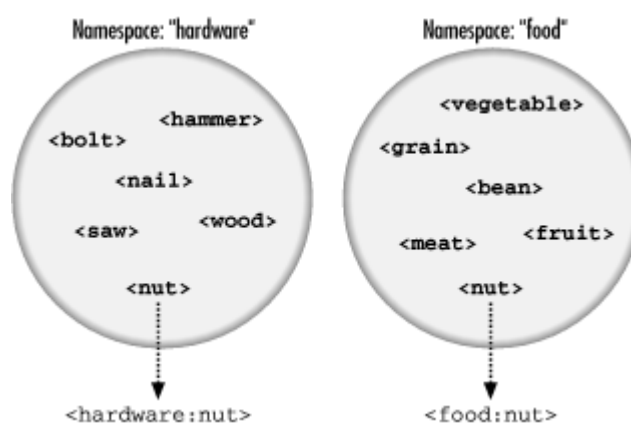 Namespace: "hardware"
<hammer>
<bolt>
<nail>
<wood>
<saw>
<nut>
<hardware:nut>
Namespace: "food"
<vegetable>
<grain>
<bean>
<fruit>
<meat>
<nut>
<food:nut>